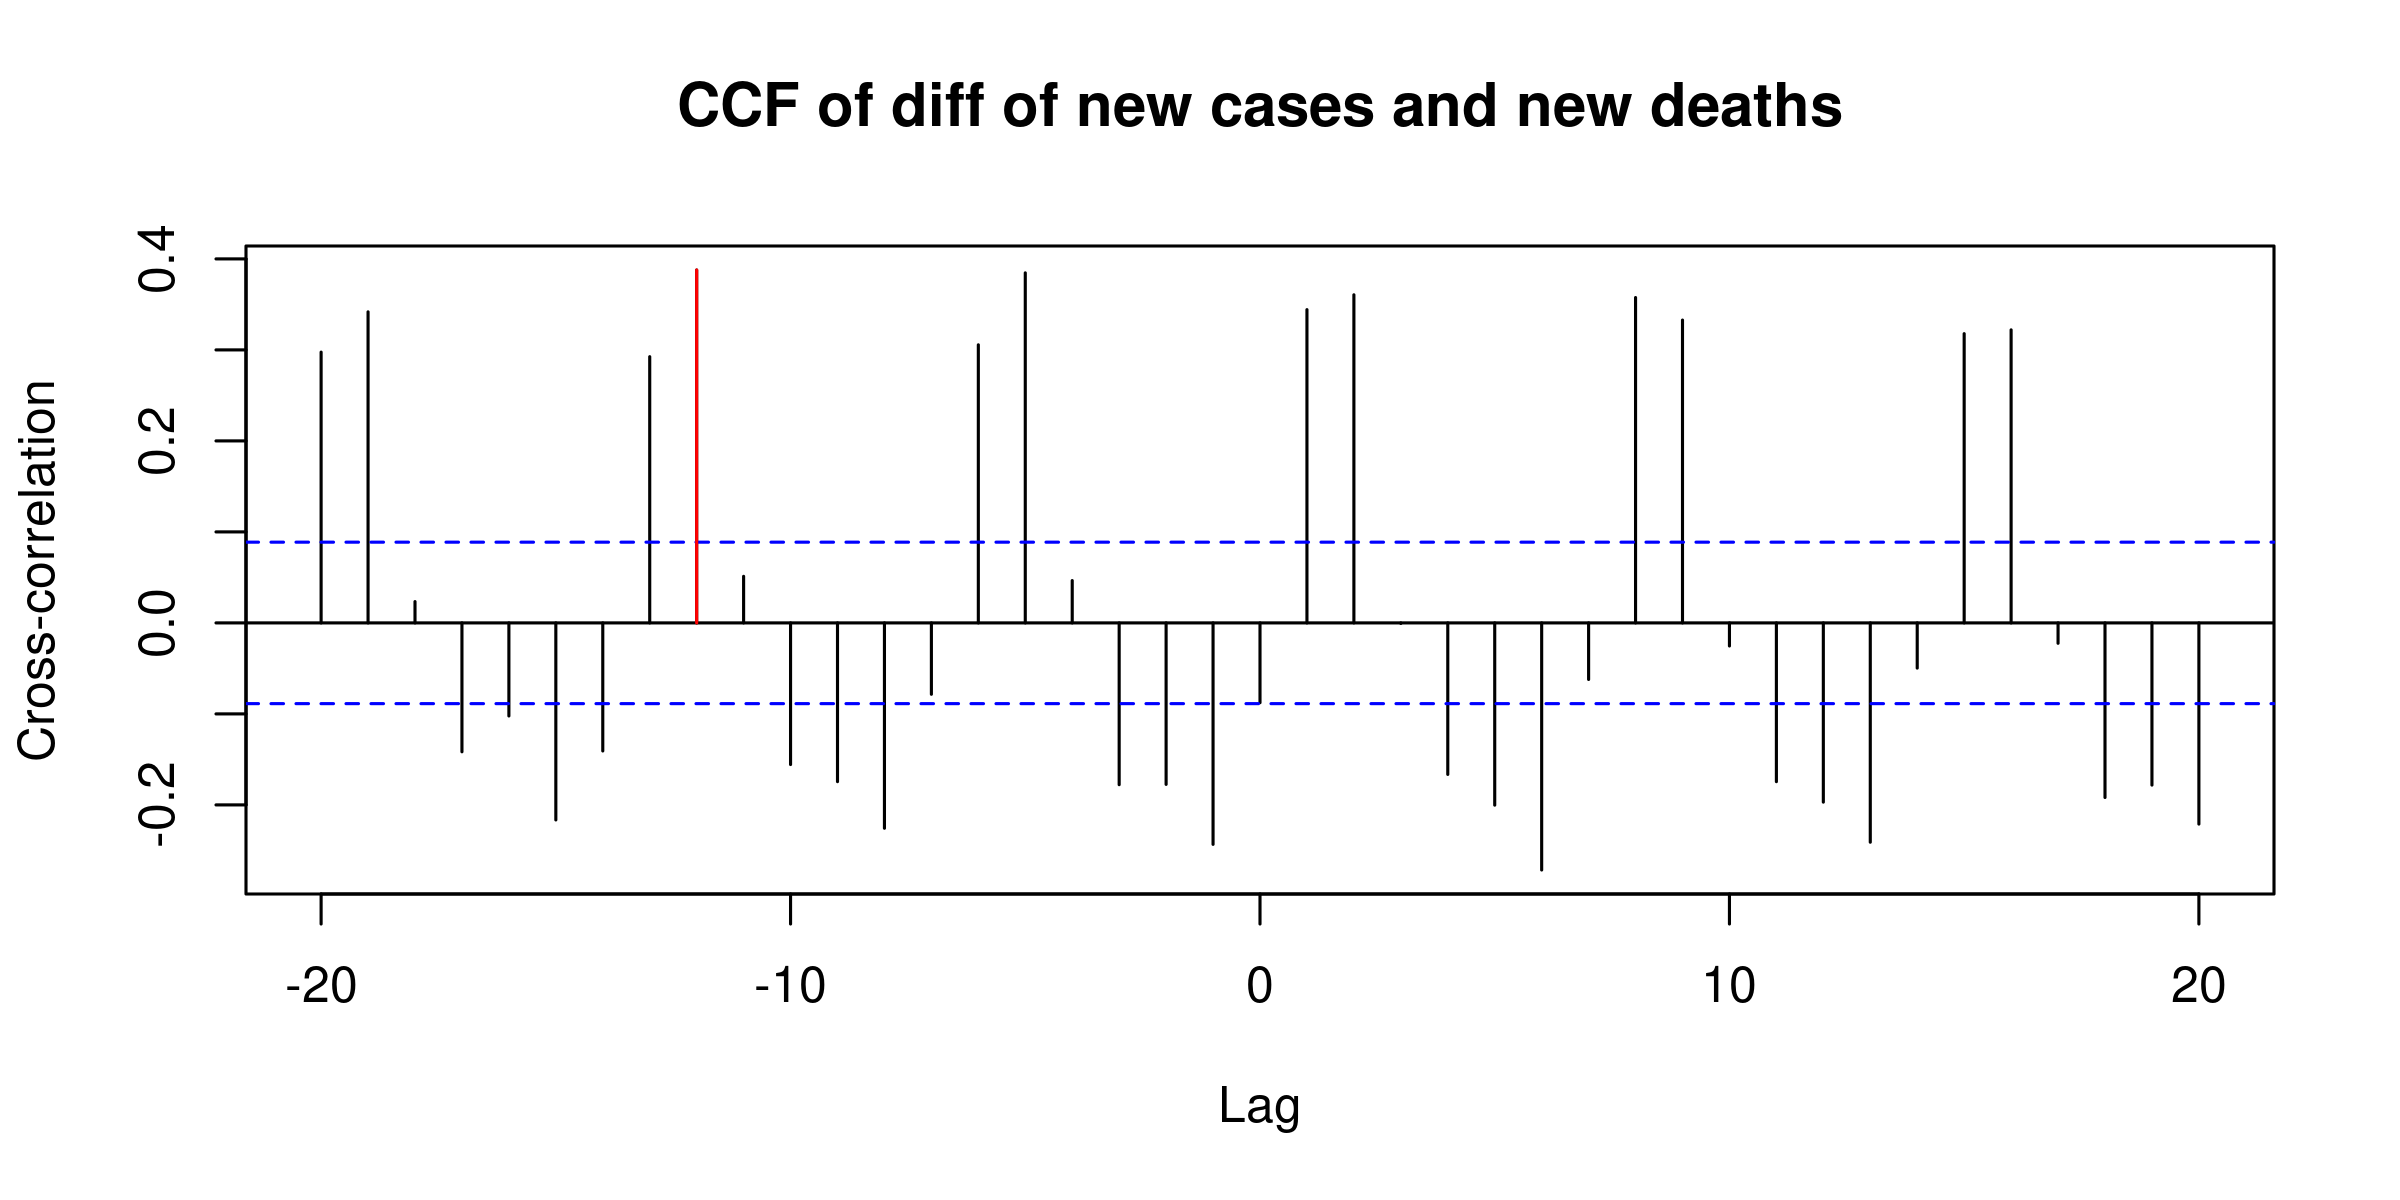 CCF of diff of new cases and new deaths
Cross-correlation
0.4
0.2
0.0
-0.2
-20 -10 0 10 20
Lag